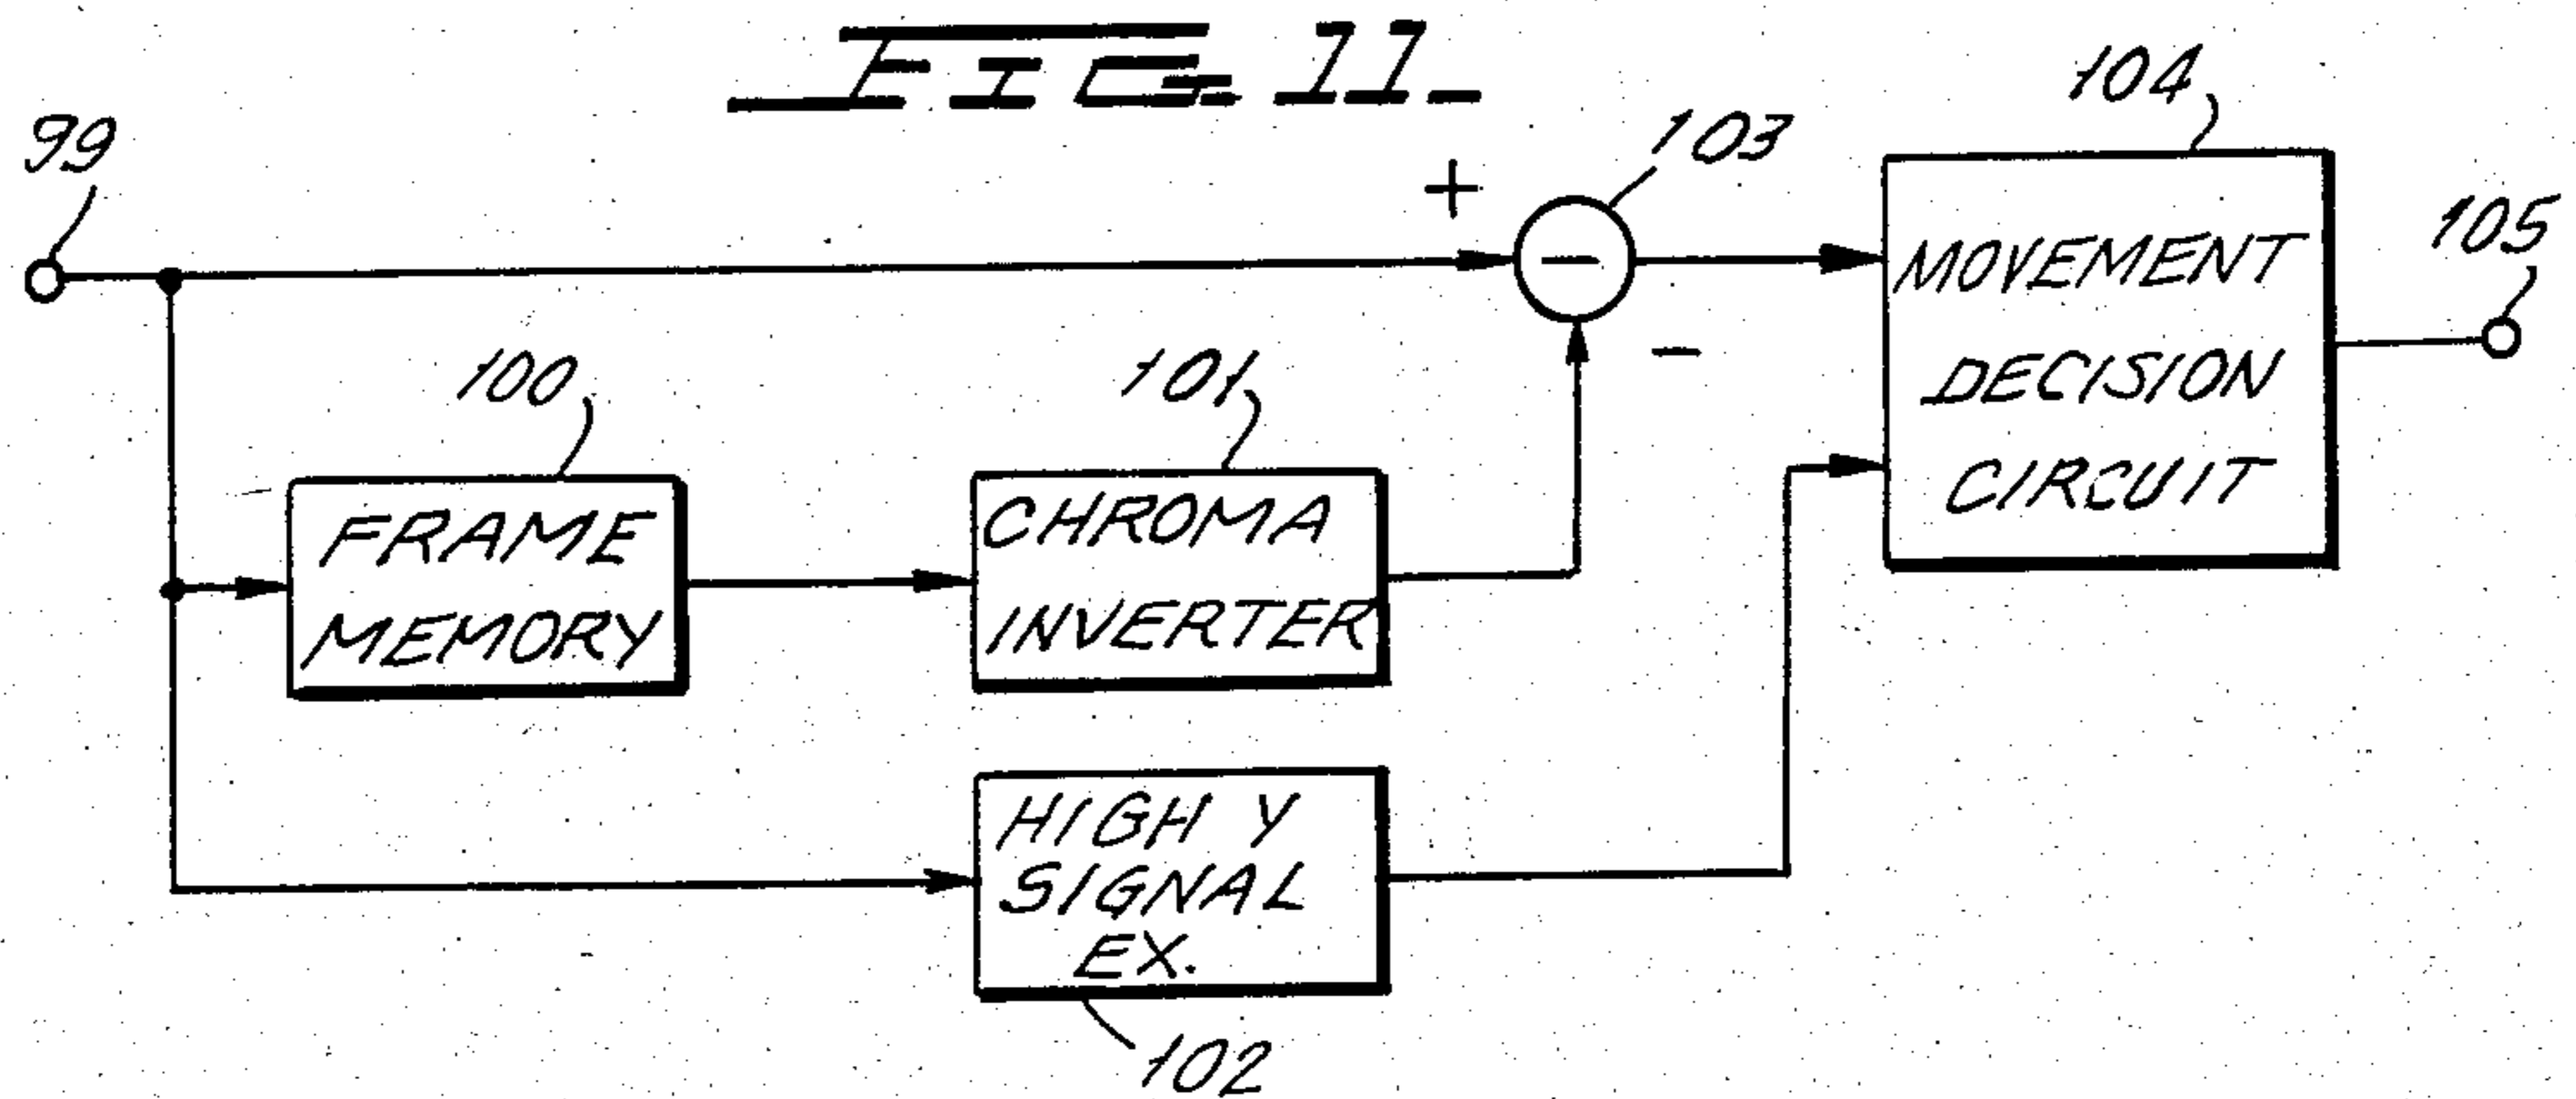 FIG. 11.
99
103
104
+
-
MOVEMENT
DECISION
CIRCUIT
105
-
100
101
FRAME
MEMORY
CHROMA
INVERTER
HIGH Y
SIGNAL
EX.
102